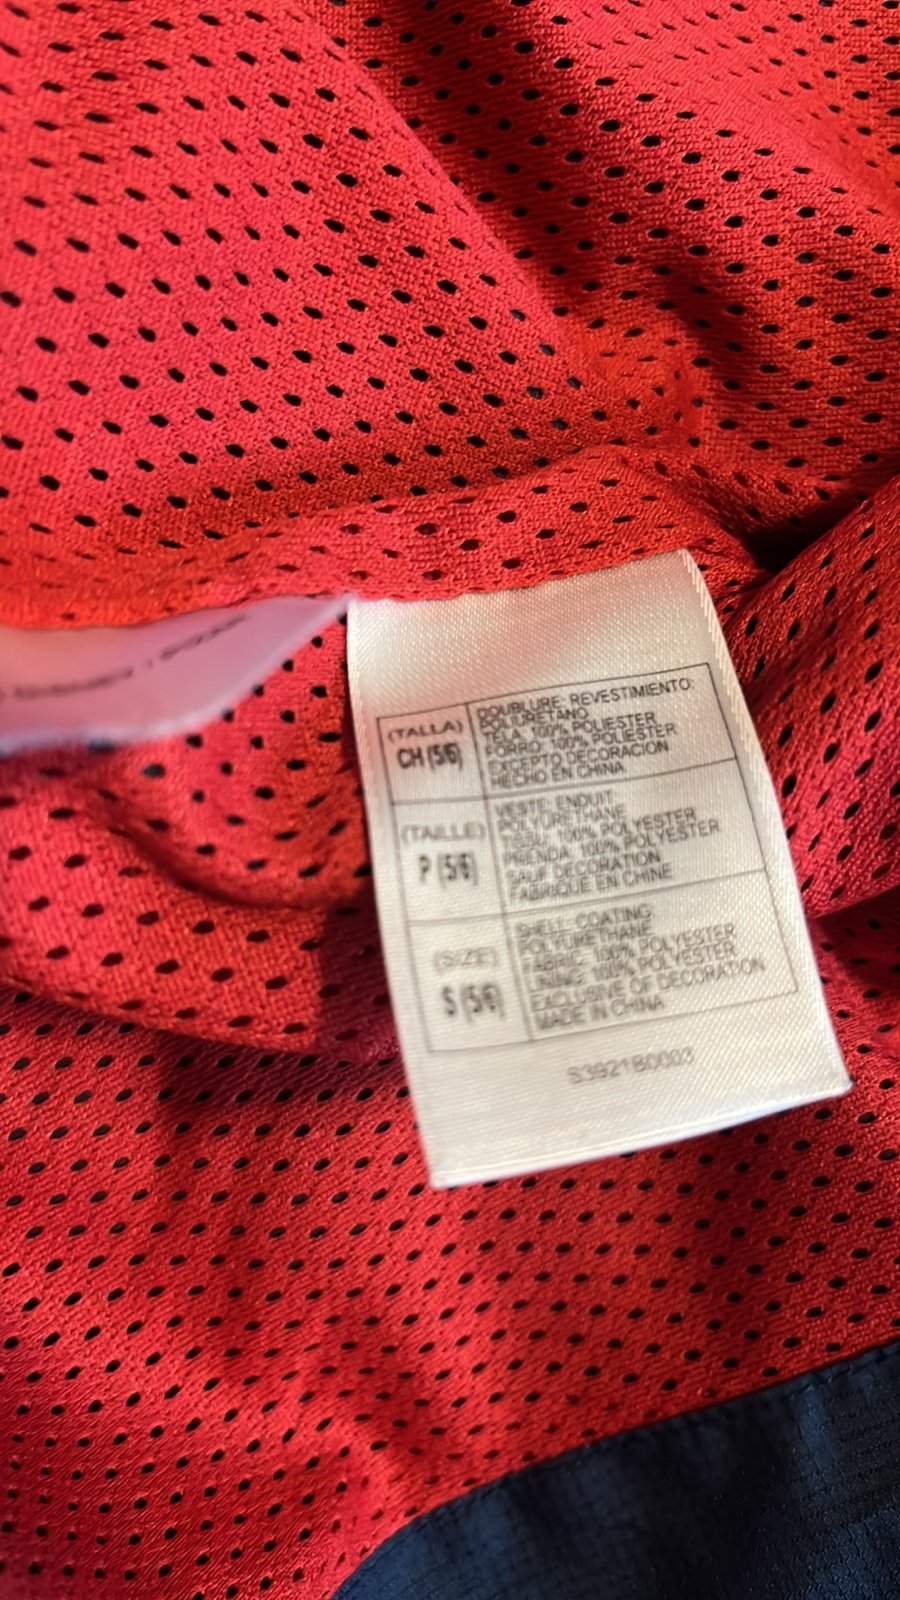 (TALLA)
CH (5/6)
DOUBLURE: REVESTIMIENTO:
POLIURETANO
TELA: 100% POLIESTER
FORRO: 100% POLIESTER
EXCEPTO DECORACION
HECHO EN CHINA
(TAILLE)
P (5/6)
VESTE: ENDUIT:
POLYURETHANE
TISSU: 100% POLYESTER
PRENDA: 100% POLYESTER
SAUF DECORATION
FABRIQUE EN CHINE
(SIZE)
S (5/6)
SHELL: COATING:
POLYURETHANE
FABRIC: 100% POLYESTER
LINING: 100% POLYESTER
EXCLUSIVE OF DECORATION
MADE IN CHINA
S3921B0003